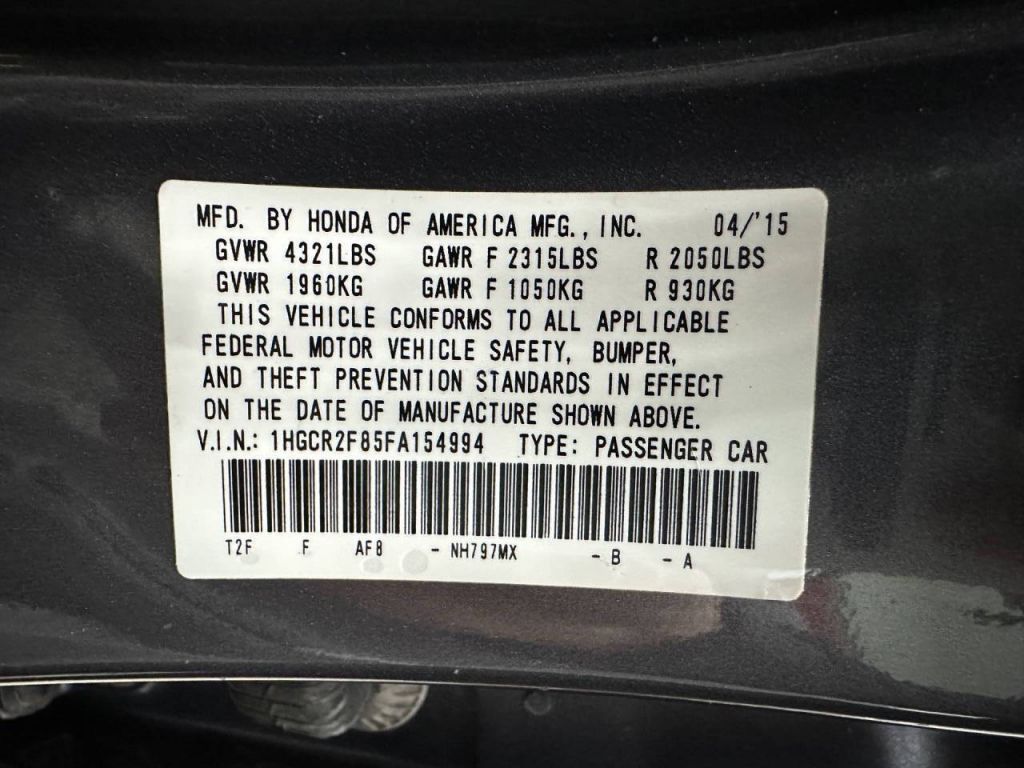 MFD. BY HONDA OF AMERICA MFG., INC. 04/'15
GVWR 4321LBS GAWR F 2315LBS R 2050LBS
GVWR 1960KG GAWR F 1050KG R 930KG
THIS VEHICLE CONFORMS TO ALL APPLICABLE
FEDERAL MOTOR VEHICLE SAFETY, BUMPER,
AND THEFT PREVENTION STANDARDS IN EFFECT
ON THE DATE OF MANUFACTURE SHOWN ABOVE.
V.I.N.: 1HGCR2F85FA154994 TYPE: PASSENGER CAR
T2F F AF8 - NH797MX - B - A